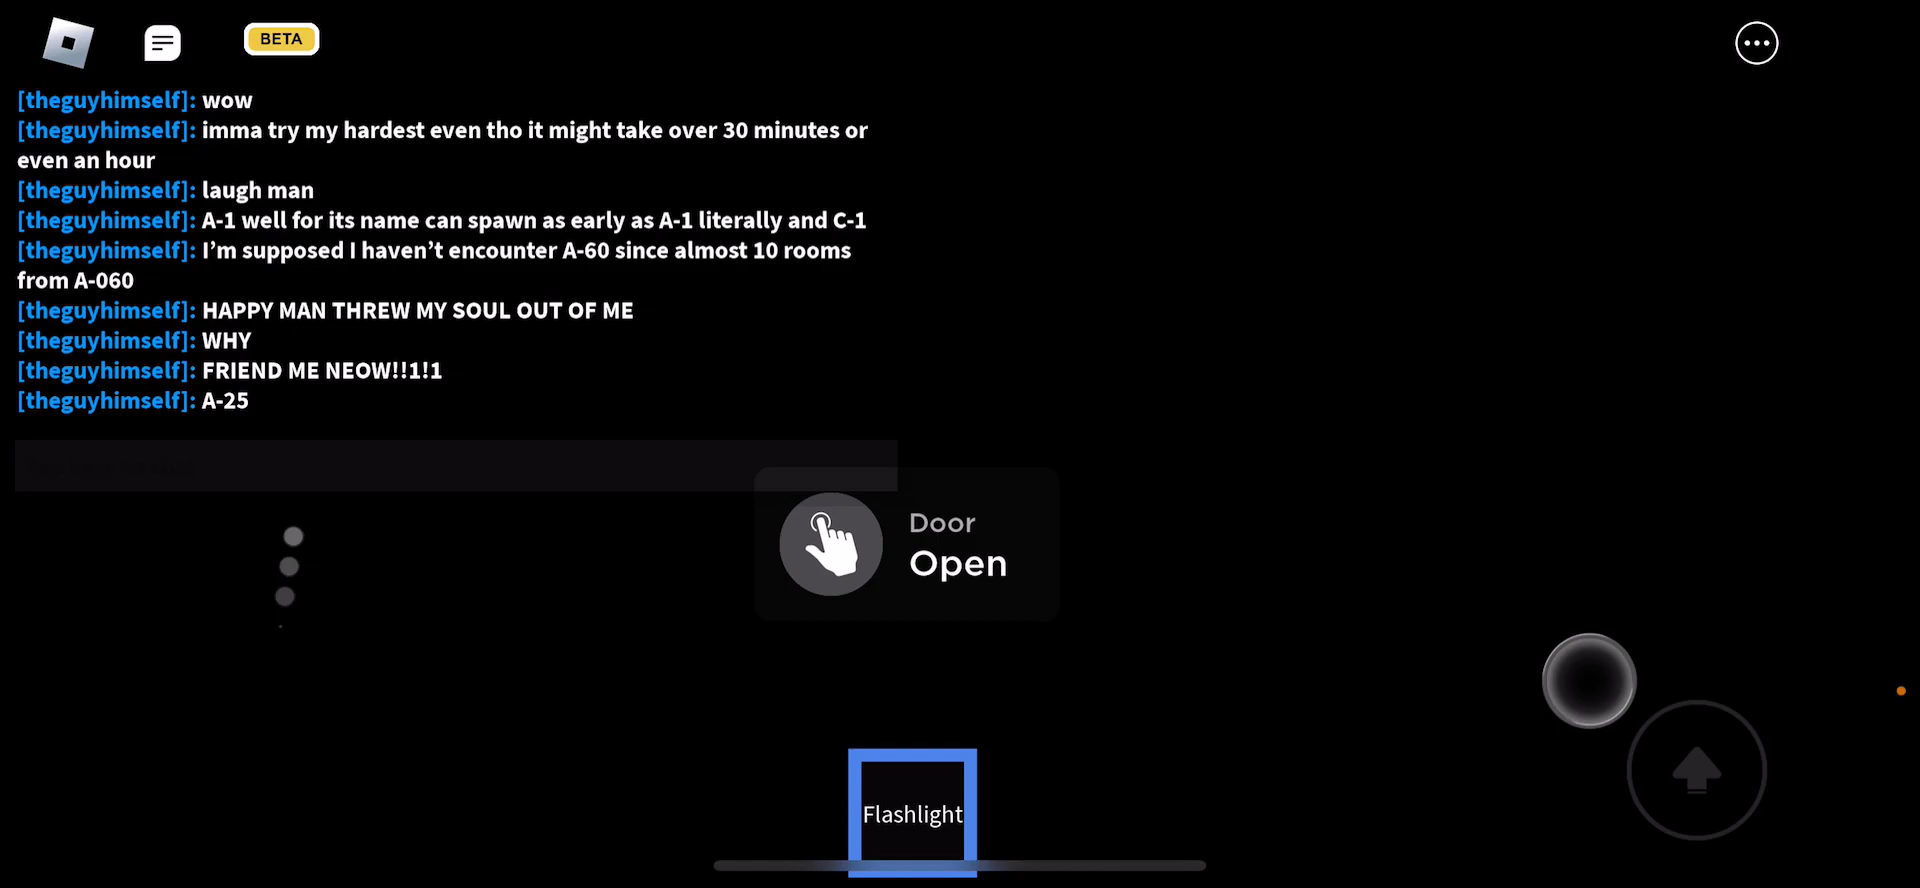 BETA
[theguyhimself]: wow
[theguyhimself]: imma try my hardest even tho it might take over 30 minutes or
even an hour
[theguyhimself]: laugh man
[theguyhimself]: A-1 well for its name can spawn as early as A-1 literally and C-1
[theguyhimself]: I’m supposed I haven’t encounter A-60 since almost 10 rooms
from A-060
[theguyhimself]: HAPPY MAN THREW MY SOUL OUT OF ME
[theguyhimself]: WHY
[theguyhimself]: FRIEND ME NEOW!!1!1
[theguyhimself]: A-25
Door
Open
Flashlight